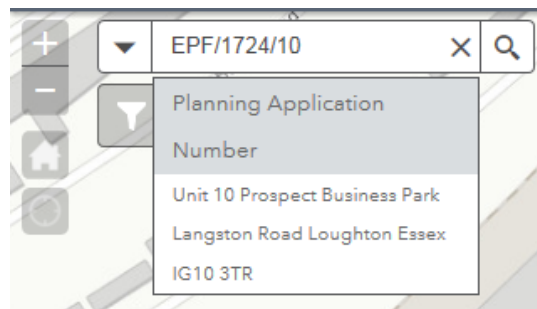 EPF/1724/10
Planning Application
Number
Unit 10 Prospect Business Park
Langston Road Loughton Essex
IG10 3TR